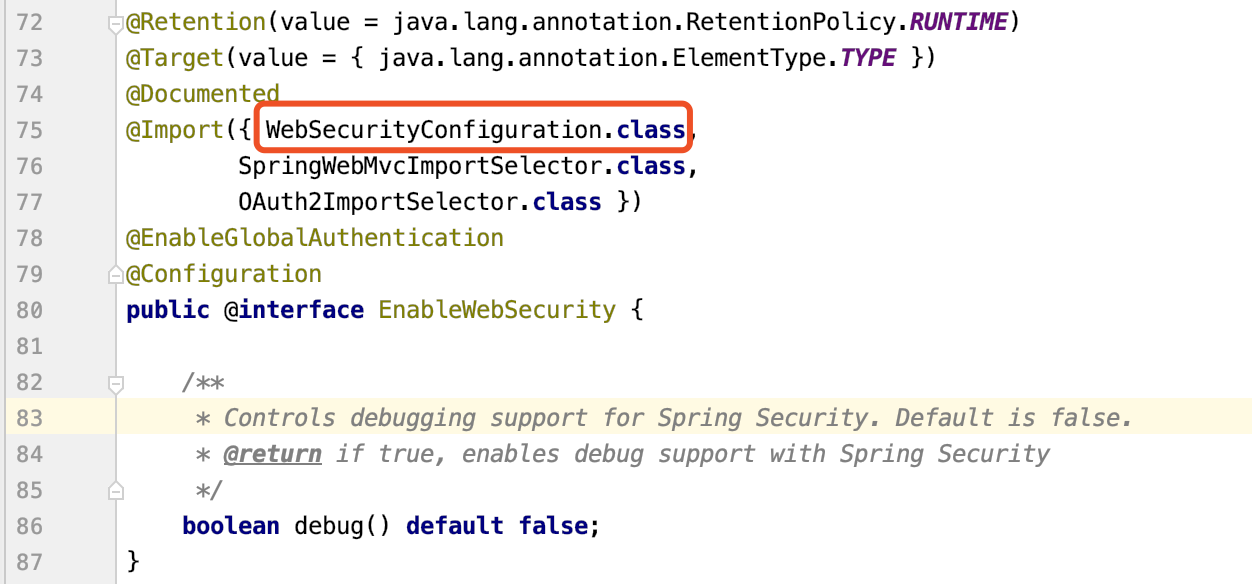 72 @Retention(value = java.lang.annotation.RetentionPolicy.RUNTIME)
73 @Target(value = { java.lang.annotation.ElementType.TYPE })
74 @Documented
75 @Import({ WebSecurityConfiguration.class,
76 SpringWebMvcImportSelector.class,
77 OAuth2ImportSelector.class })
78 @EnableGlobalAuthentication
79 @Configuration
80 public @interface EnableWebSecurity {
81
82 /**
83 * Controls debugging support for Spring Security. Default is false.
84 * @return if true, enables debug support with Spring Security
85 */
86 boolean debug() default false;
87 }